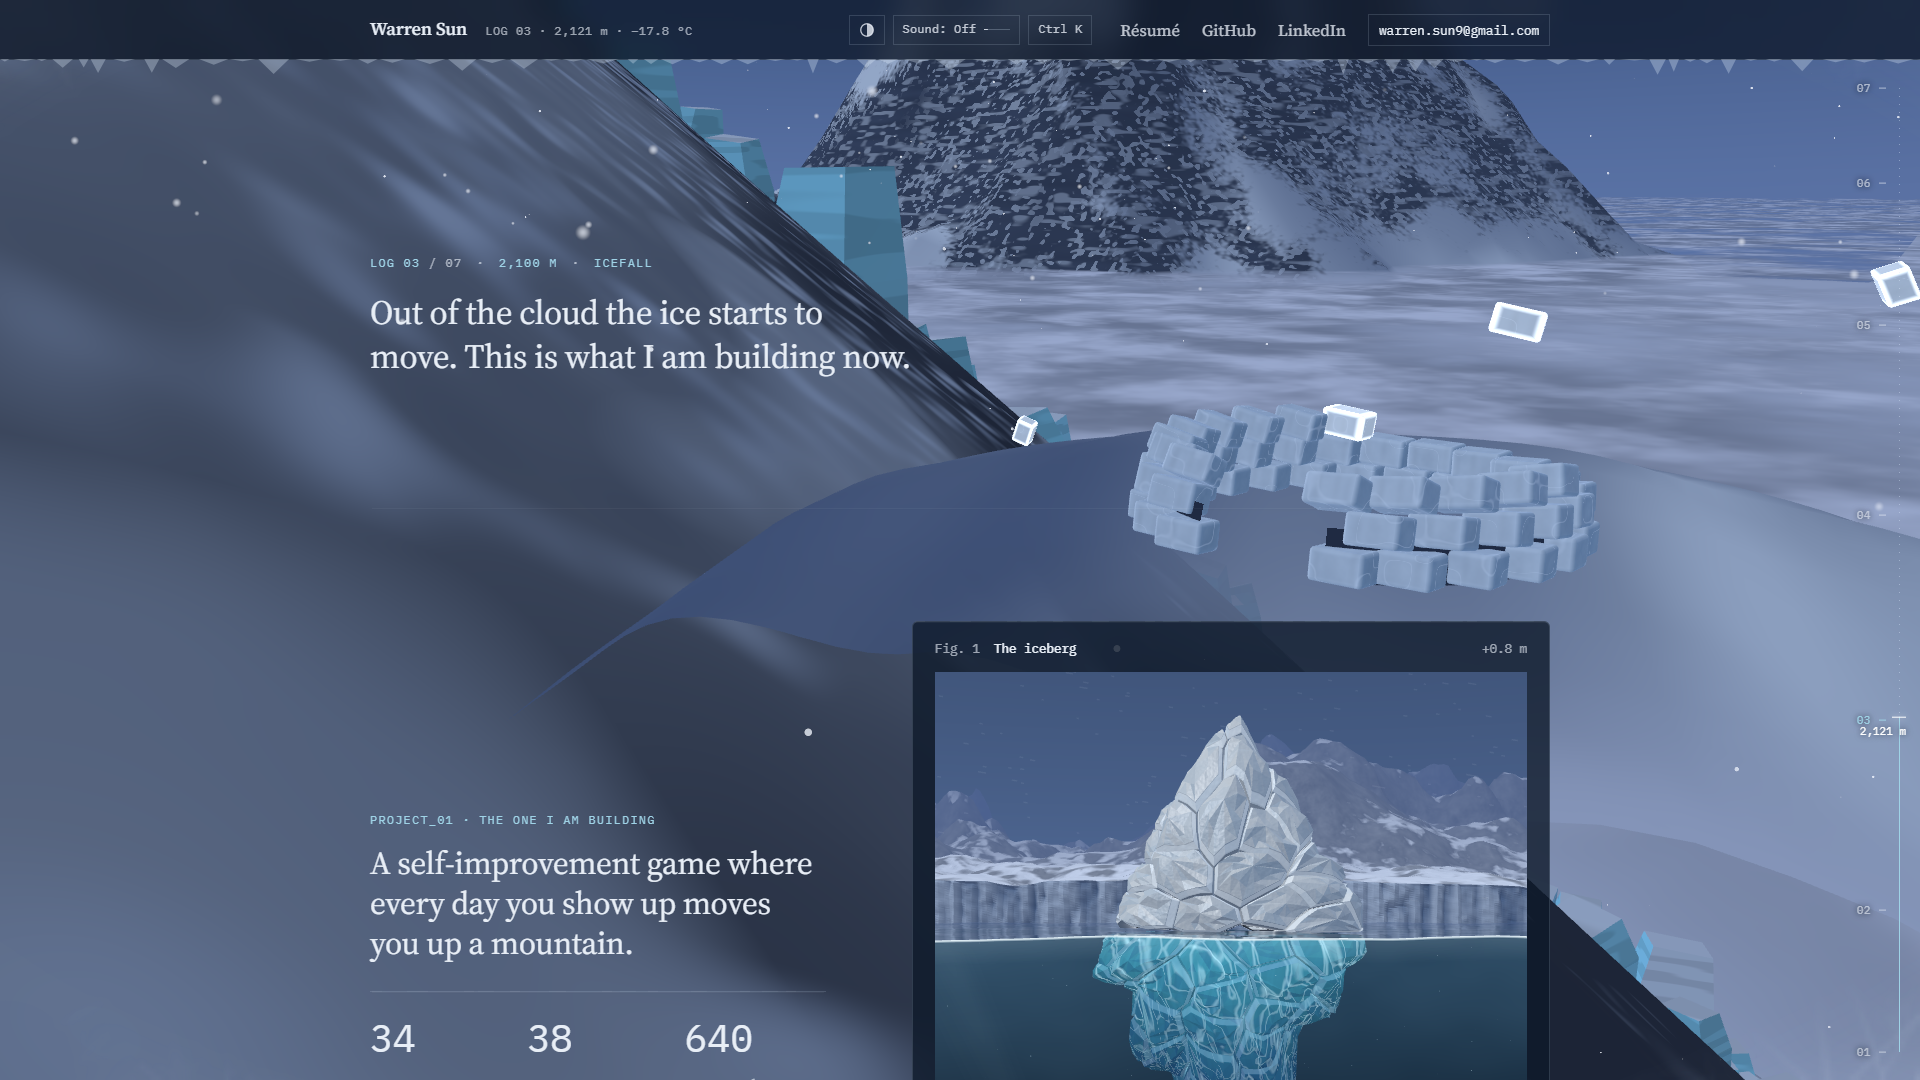 Warren Sun LOG 03 · 2,121 m · −17.8 °C Sound: Off Ctrl K Résumé GitHub LinkedIn warren.sun9@gmail.com
07
06
LOG 03 / 07 · 2,100 M · ICEFALL
Out of the cloud the ice starts to
move. This is what I am building now.
05
04
Fig. 1 The iceberg +0.8 m
03
2,121 m
PROJECT_01 · THE ONE I AM BUILDING
A self-improvement game where
every day you show up moves
you up a mountain.
02
34 38 640
01